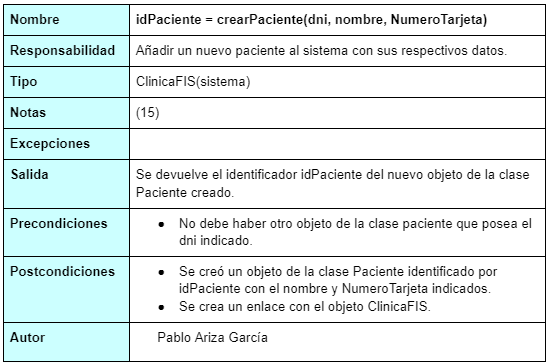 Nombre idPaciente = crearPaciente(dni, nombre, NumeroTarjeta)
Responsabilidad Añadir un nuevo paciente al sistema con sus respectivos datos.
Tipo ClinicaFIS(sistema)
Notas (15)
Excepciones
Salida Se devuelve el identificador idPaciente del nuevo objeto de la clase
Paciente creado.
Precondiciones ● No debe haber otro objeto de la clase paciente que posea el
dni indicado.
Postcondiciones ● Se creó un objeto de la clase Paciente identificado por
idPaciente con el nombre y NumeroTarjeta indicados.
● Se crea un enlace con el objeto ClinicaFIS.
Autor Pablo Ariza García